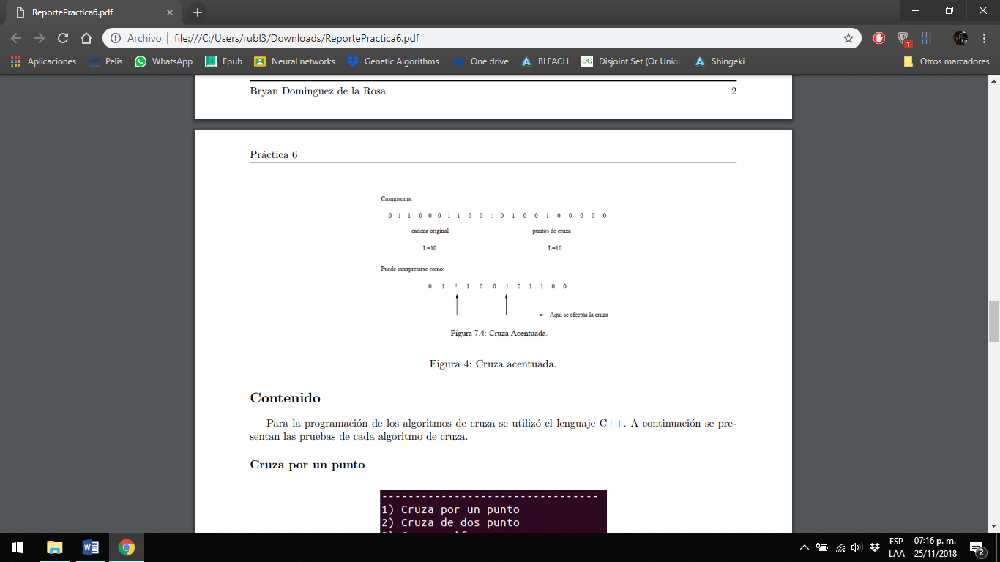 ReportePractica6.pdf
Archivo file:///C:/Users/rubl3/Downloads/ReportePractica6.pdf
1
Aplicaciones Pelis WhatsApp Epub Neural networks Genetic Algorithms One drive BLEACH Disjoint Set (Or Union Shingeki Otros marcadores
Bryan Dominguez de la Rosa 2
Práctica 6
Cromosoma:
0 1 1 0 0 0 1 1 0 0 : 0 1 0 0 1 0 0 0 0 0
cadena original puntos de cruza
L=10 L=10
Puede interpretarse como:
0 1 ! 1 0 0 ! 0 1 1 0 0
Aquí se efectúa la cruza
Figura 7.4: Cruza Acentuada.
Figura 4: Cruza acentuada.
Contenido
Para la programación de los algoritmos de cruza se utilizó el lenguaje C++. A continuación se pre-
sentan las pruebas de cada algoritmo de cruza.
Cruza por un punto
---------------------------------
1) Cruza por un punto
2) Cruza de dos punto
ESP 07:16 p. m.
LAA 25/11/2018
2